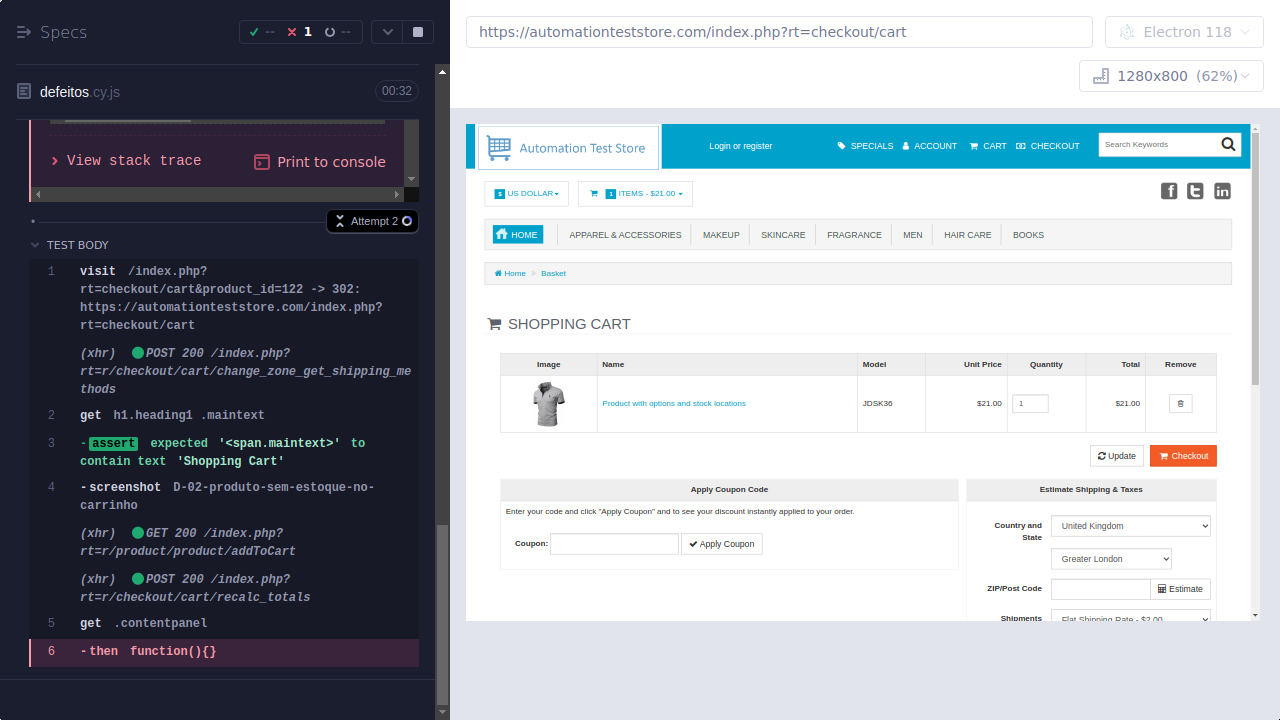 Specs
-- 1 --
defeitos.cy.js 00:32
View stack trace Print to console
Attempt 2
TEST BODY
1 visit /index.php?
rt=checkout/cart&product_id=122 -> 302:
https://automationteststore.com/index.php?
rt=checkout/cart
(xhr) POST 200 /index.php?
rt=r/checkout/cart/change_zone_get_shipping_me
thods
2 get h1.heading1 .maintext
3 -assert expected '<span.maintext>' to
contain text 'Shopping Cart'
4 -screenshot D-02-produto-sem-estoque-no-
carrinho
(xhr) GET 200 /index.php?
rt=r/product/product/addToCart
(xhr) POST 200 /index.php?
rt=r/checkout/cart/recalc_totals
5 get .contentpanel
6 -then function(){}
https://automationteststore.com/index.php?rt=checkout/cart
Electron 118
1280x800 (62%)
Automation Test Store
Login or register
SPECIALS ACCOUNT CART CHECKOUT
Search Keywords
$ US DOLLAR
1 ITEMS - $21.00
HOME APPAREL & ACCESSORIES MAKEUP SKINCARE FRAGRANCE MEN HAIR CARE BOOKS
Home » Basket
SHOPPING CART
Image Name Model Unit Price Quantity Total Remove
Product with options and stock locations JDSK36 $21.00 1 $21.00
Update Checkout
Apply Coupon Code
Enter your code and click "Apply Coupon" and to see your discount instantly applied to your order.
Coupon: Apply Coupon
Estimate Shipping & Taxes
Country and
State
United Kingdom
Greater London
ZIP/Post Code Estimate
Shipments Flat Shipping Rate - $2.00